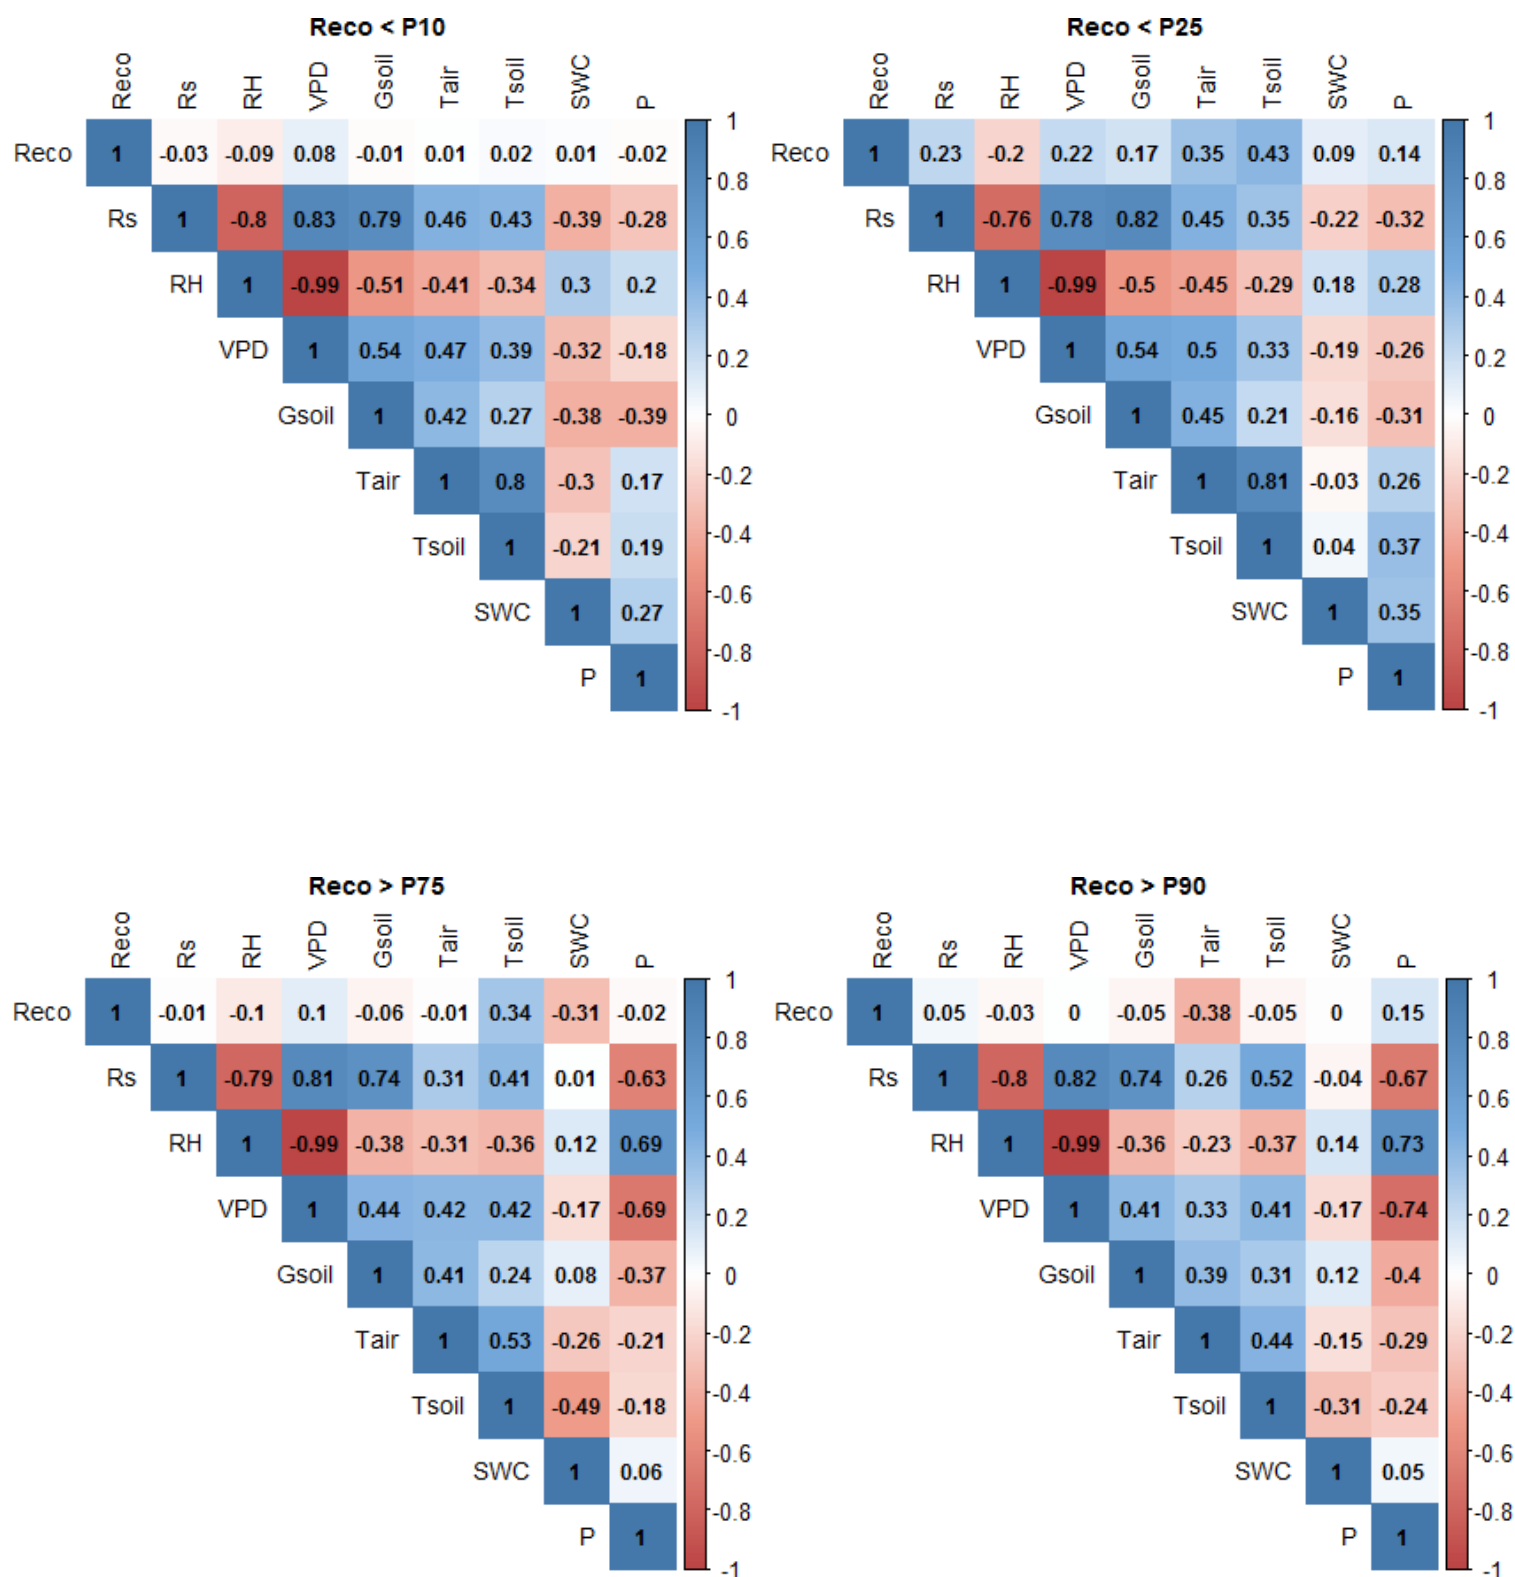 Reco < P10
Reco Rs RH VPD Gsoil Tair Tsoil SWC P
Reco 1 -0.03 -0.09 0.08 -0.01 0.01 0.02 0.01 -0.02
Rs 1 -0.8 0.83 0.79 0.46 0.43 -0.39 -0.28
RH 1 -0.99 -0.51 -0.41 -0.34 0.3 0.2
VPD 1 0.54 0.47 0.39 -0.32 -0.18
Gsoil 1 0.42 0.27 -0.38 -0.39
Tair 1 0.8 -0.3 0.17
Tsoil 1 -0.21 0.19
SWC 1 0.27
P 1
1
0.8
0.6
0.4
0.2
0
-0.2
-0.4
-0.6
-0.8
-1
Reco < P25
Reco Rs RH VPD Gsoil Tair Tsoil SWC P
Reco 1 0.23 -0.2 0.22 0.17 0.35 0.43 0.09 0.14
Rs 1 -0.76 0.78 0.82 0.45 0.35 -0.22 -0.32
RH 1 -0.99 -0.5 -0.45 -0.29 0.18 0.28
VPD 1 0.54 0.5 0.33 -0.19 -0.26
Gsoil 1 0.45 0.21 -0.16 -0.31
Tair 1 0.81 -0.03 0.26
Tsoil 1 0.04 0.37
SWC 1 0.35
P 1
1
0.8
0.6
0.4
0.2
0
-0.2
-0.4
-0.6
-0.8
-1
Reco > P75
Reco Rs RH VPD Gsoil Tair Tsoil SWC P
Reco 1 -0.01 -0.1 0.1 -0.06 -0.01 0.34 -0.31 -0.02
Rs 1 -0.79 0.81 0.74 0.31 0.41 0.01 -0.63
RH 1 -0.99 -0.38 -0.31 -0.36 0.12 0.69
VPD 1 0.44 0.42 0.42 -0.17 -0.69
Gsoil 1 0.41 0.24 0.08 -0.37
Tair 1 0.53 -0.26 -0.21
Tsoil 1 -0.49 -0.18
SWC 1 0.06
P 1
1
0.8
0.6
0.4
0.2
0
-0.2
-0.4
-0.6
-0.8
-1
Reco > P90
Reco Rs RH VPD Gsoil Tair Tsoil SWC P
Reco 1 0.05 -0.03 0 -0.05 -0.38 -0.05 0 0.15
Rs 1 -0.8 0.82 0.74 0.26 0.52 -0.04 -0.67
RH 1 -0.99 -0.36 -0.23 -0.37 0.14 0.73
VPD 1 0.41 0.33 0.41 -0.17 -0.74
Gsoil 1 0.39 0.31 0.12 -0.4
Tair 1 0.44 -0.15 -0.29
Tsoil 1 -0.31 -0.24
SWC 1 0.05
P 1
1
0.8
0.6
0.4
0.2
0
-0.2
-0.4
-0.6
-0.8
-1